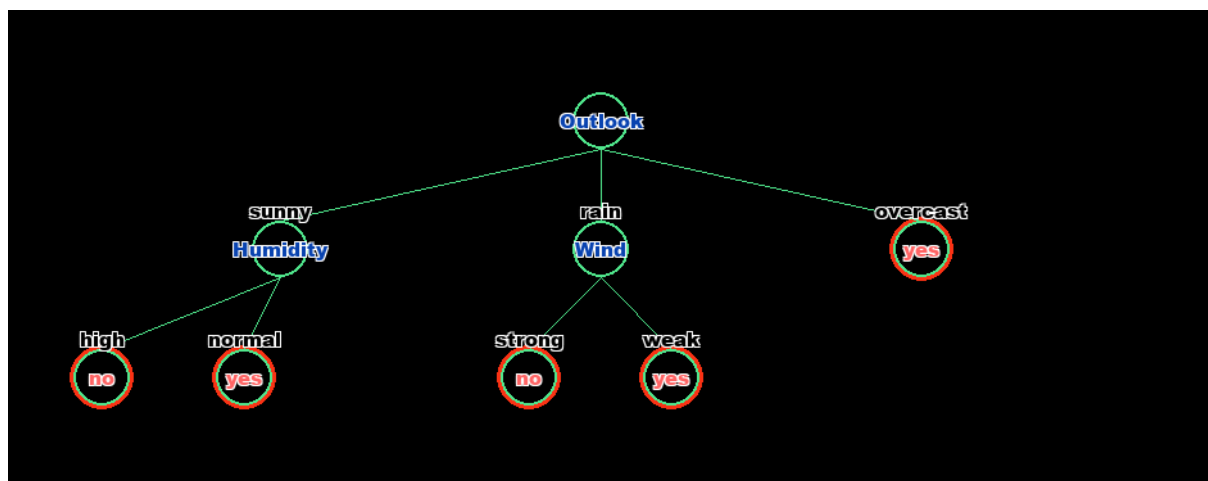 Outlook
sunny rain overcast
Humidity Wind yes
high normal strong weak
no yes no yes